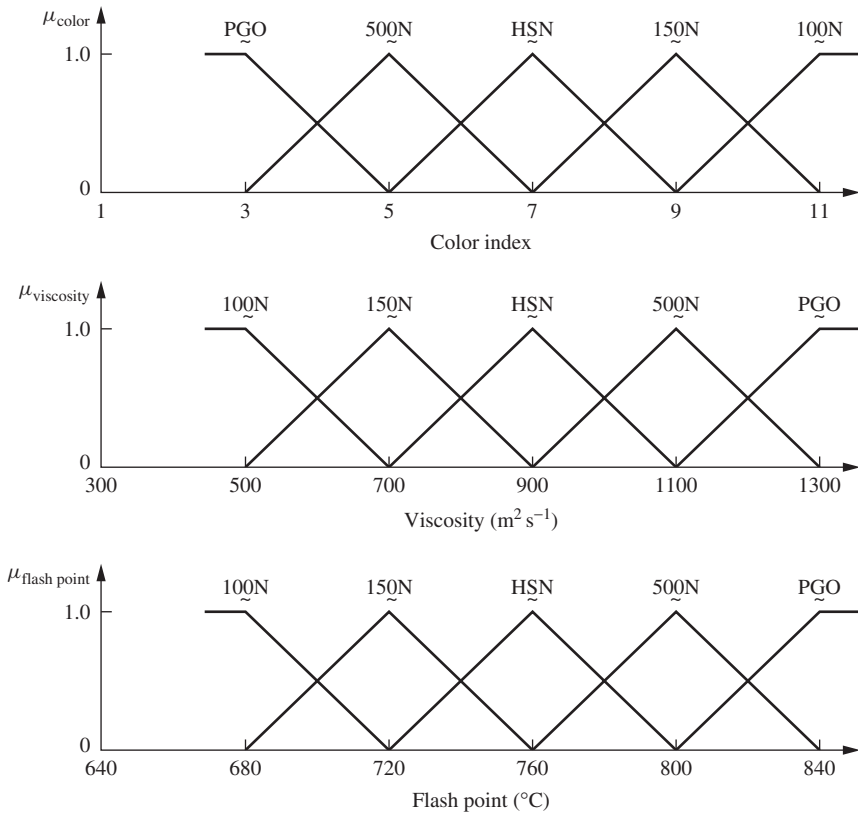 μcolor
PGO 500N HSN 150N 100N
~ ~ ~ ~ ~
1.0
0
1 3 5 7 9 11
Color index
μviscosity
100N 150N HSN 500N PGO
~ ~ ~ ~ ~
1.0
0
300 500 700 900 1100 1300
Viscosity (m² s⁻¹)
μflash point
100N 150N HSN 500N PGO
~ ~ ~ ~ ~
1.0
0
640 680 720 760 800 840
Flash point (°C)